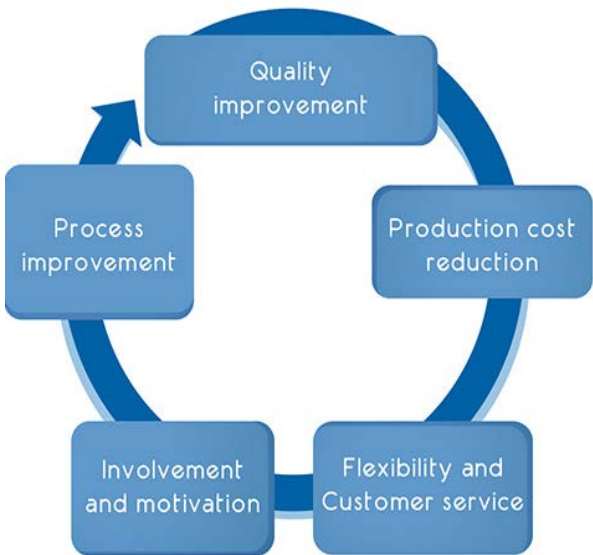 Quality
improvement
Production cost
reduction
Flexibility and
Customer service
Involvement
and motivation
Process
improvement